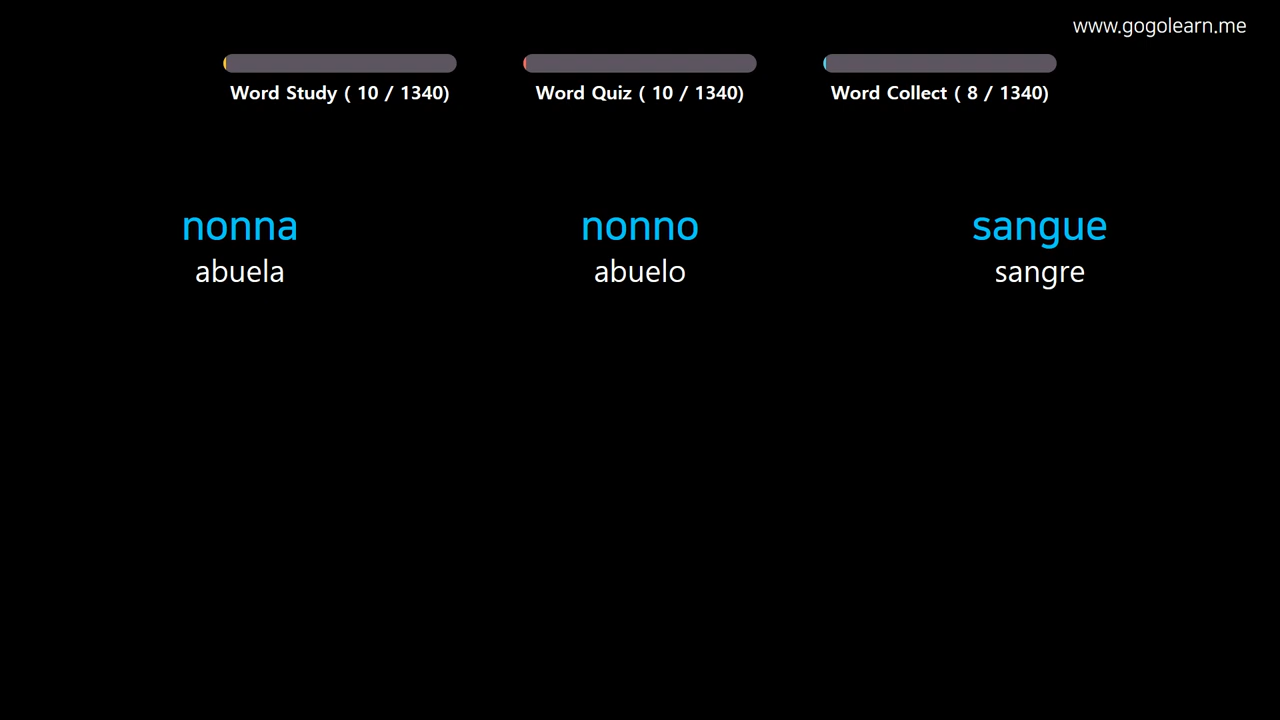 www.gogolearn.me
Word Study ( 10 / 1340)
Word Quiz ( 10 / 1340)
Word Collect ( 8 / 1340)
nonna
abuela
nonno
abuelo
sangue
sangre